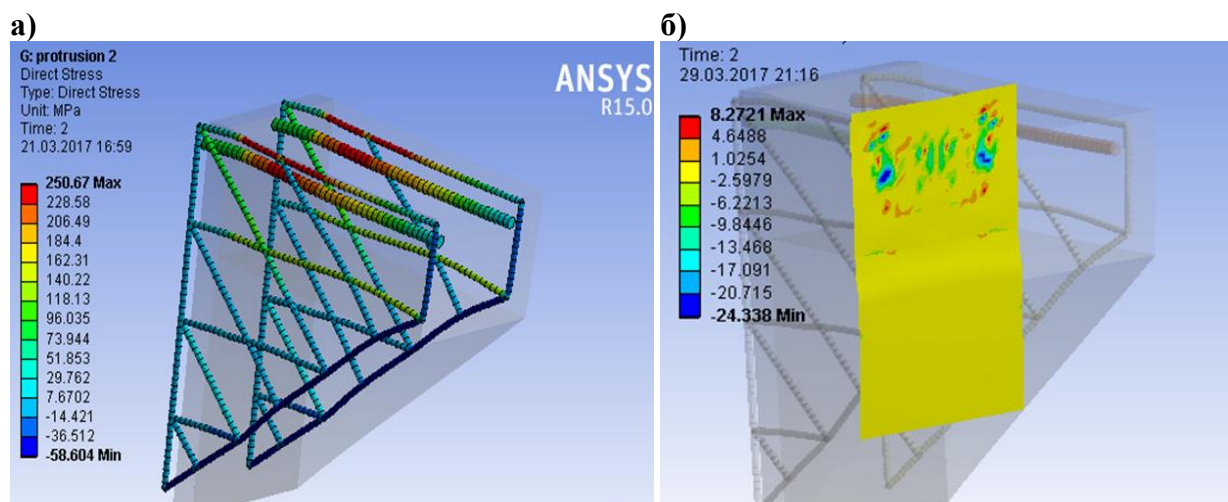 а)
б)
G: protrusion 2
Direct Stress
Type: Direct Stress
Unit: MPa
Time: 2
21.03.2017 16:59
250.67 Max
228.58
206.49
184.4
162.31
140.22
118.13
96.035
73.944
51.853
29.762
7.6702
-14.421
-36.512
-58.604 Min
ANSYS
R15.0
Time: 2
29.03.2017 21:16
8.2721 Max
4.6488
1.0254
-2.5979
-6.2213
-9.8446
-13.468
-17.091
-20.715
-24.338 Min